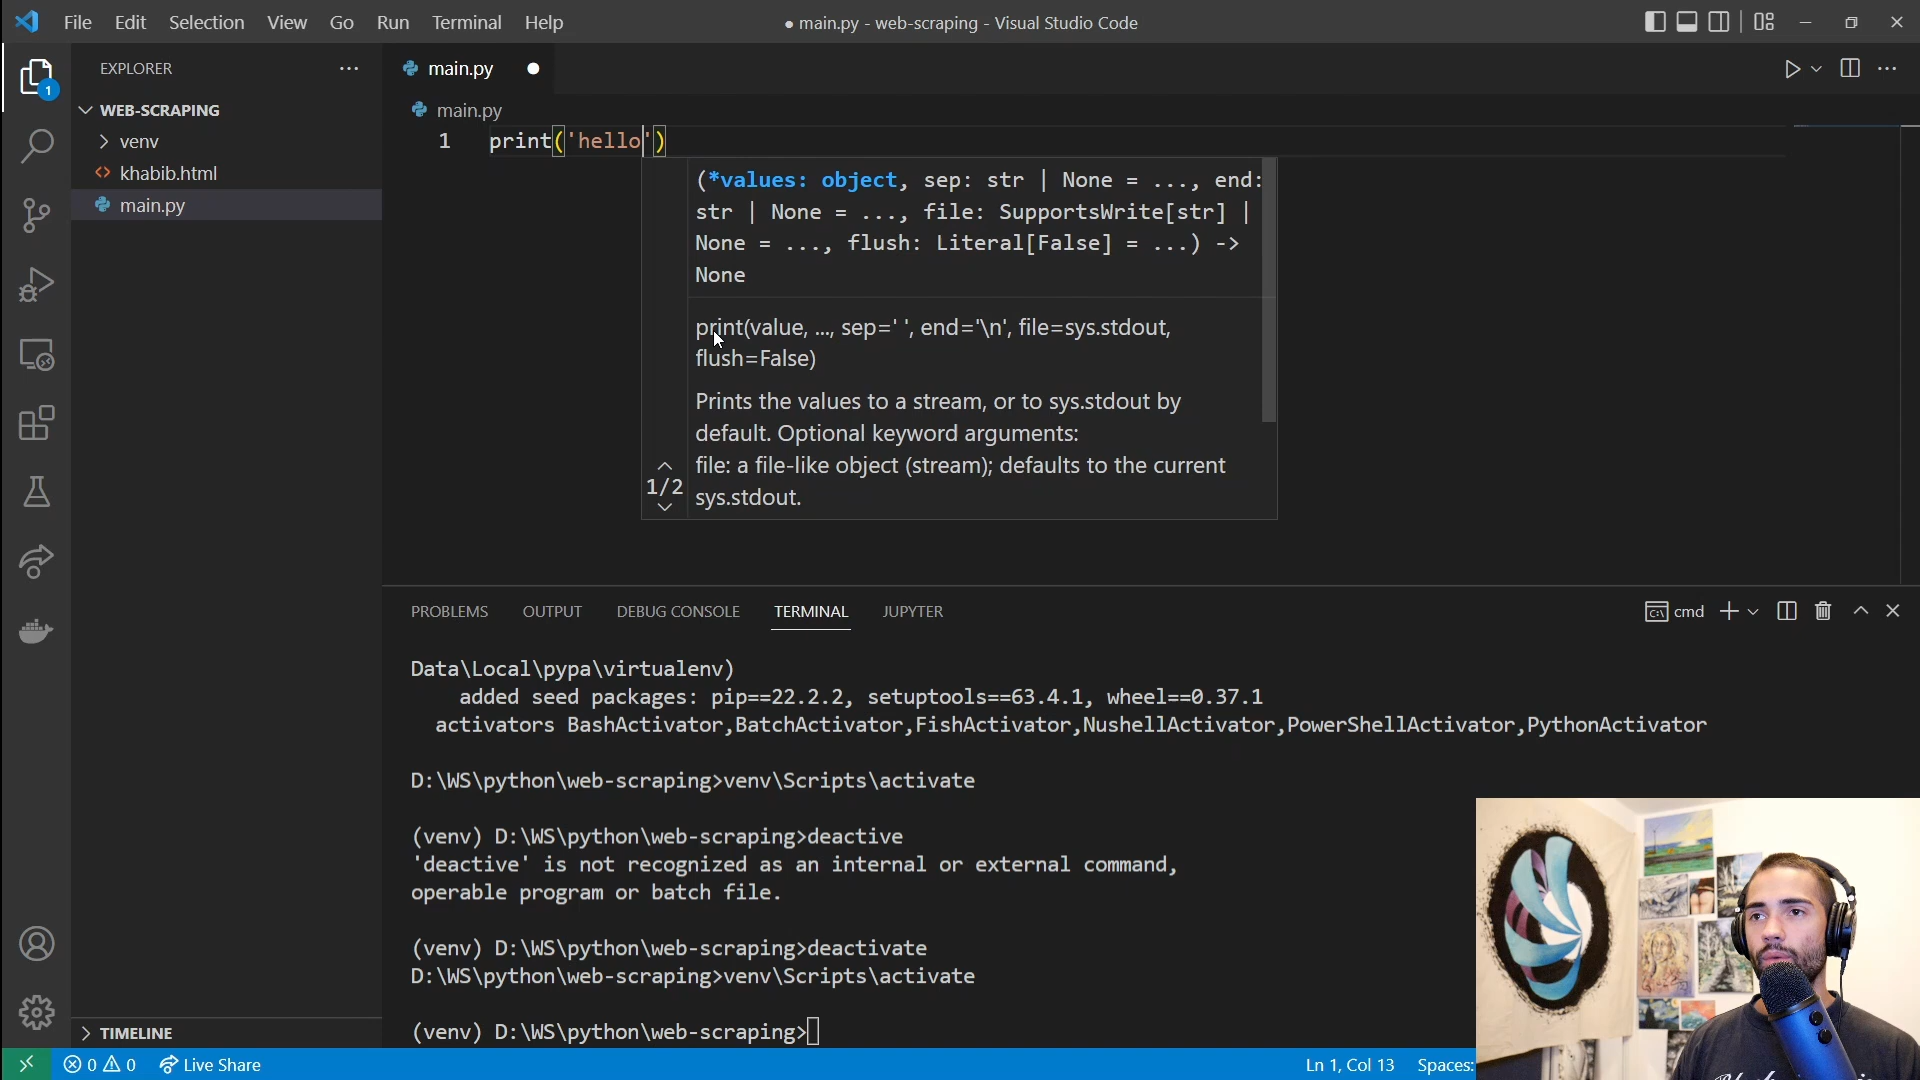 File Edit Selection View Go Run Terminal Help
● main.py - web-scraping - Visual Studio Code
EXPLORER
main.py
1
WEB-SCRAPING
main.py
venv
1 print('hello')
khabib.html
main.py
(*values: object, sep: str | None = ..., end:
str | None = ..., file: SupportsWrite[str] |
None = ..., flush: Literal[False] = ...) ->
None
print(value, ..., sep=' ', end='\n', file=sys.stdout,
flush=False)
Prints the values to a stream, or to sys.stdout by
default. Optional keyword arguments:
file: a file-like object (stream); defaults to the current
sys.stdout.
1/2
PROBLEMS OUTPUT DEBUG CONSOLE TERMINAL JUPYTER
cmd
Data\Local\pypa\virtualenv)
added seed packages: pip==22.2.2, setuptools==63.4.1, wheel==0.37.1
activators BashActivator,BatchActivator,FishActivator,NushellActivator,PowerShellActivator,PythonActivator
D:\WS\python\web-scraping>venv\Scripts\activate
(venv) D:\WS\python\web-scraping>deactive
'deactive' is not recognized as an internal or external command,
operable program or batch file.
(venv) D:\WS\python\web-scraping>deactivate
D:\WS\python\web-scraping>venv\Scripts\activate
(venv) D:\WS\python\web-scraping>
TIMELINE
0 0 Live Share
Ln 1, Col 13 Spaces: